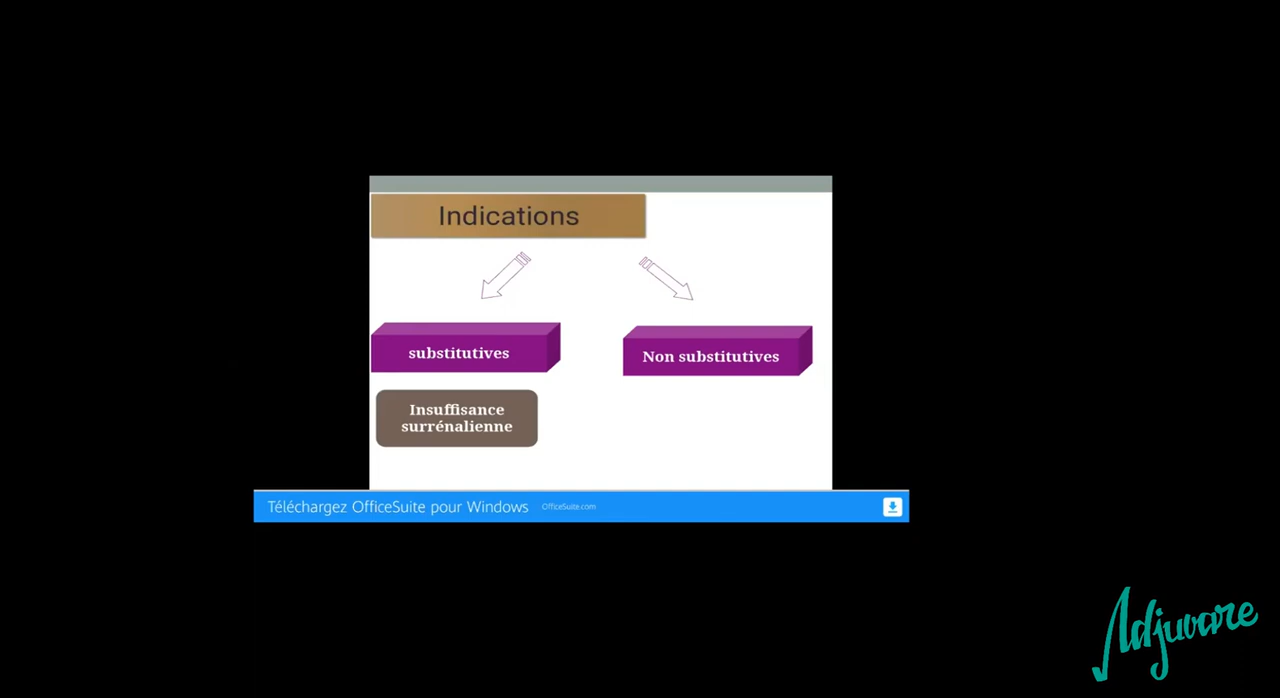 Indications
substitutives
Non substitutives
Insuffisance
surrénalienne
Téléchargez OfficeSuite pour Windows OfficeSuite.com
Adjuvare